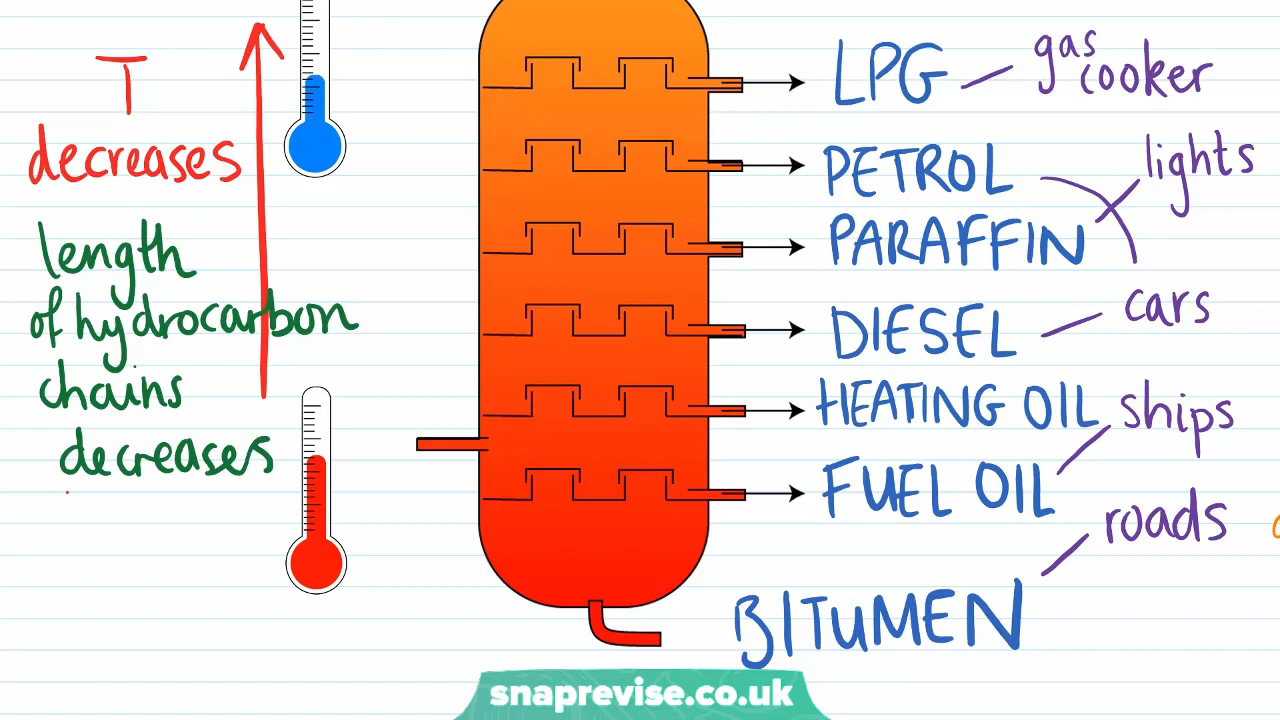 T
decreases
length
of hydrocarbon
chains
decreases
LPG
gas
cooker
PETROL
lights
PARAFFIN
DIESEL
cars
HEATING OIL
ships
FUEL OIL
roads
BITUMEN
snaprevise.co.uk